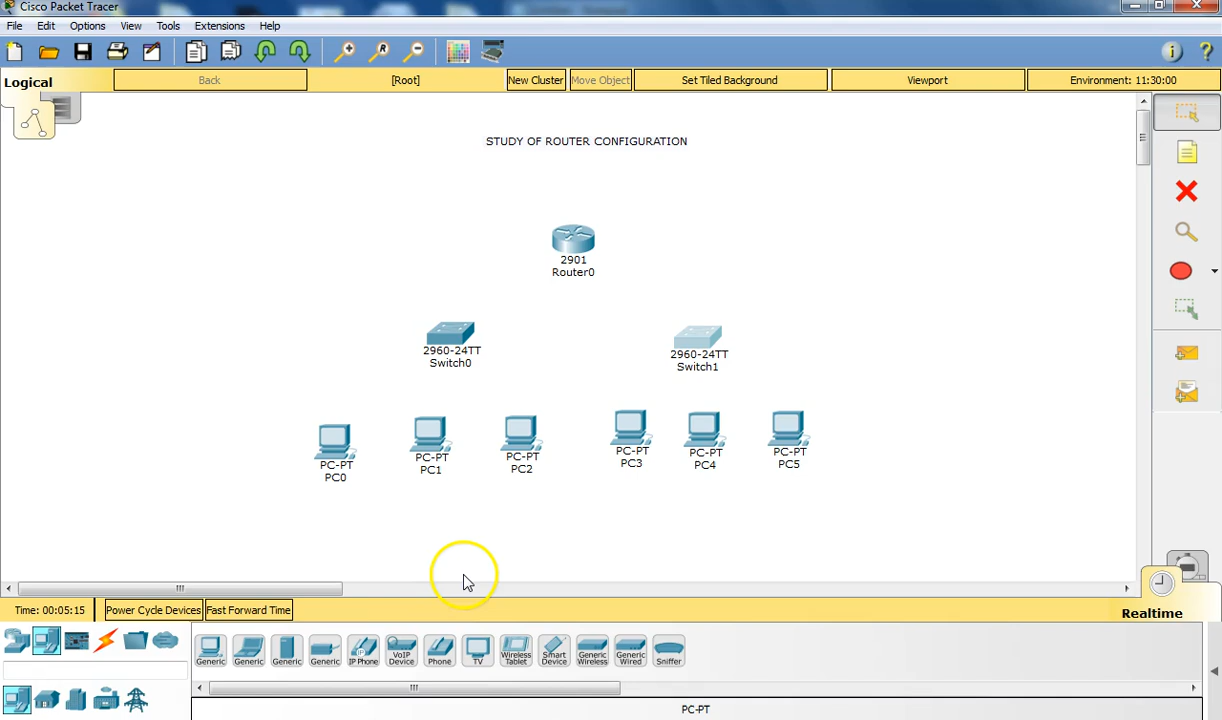 Cisco Packet Tracer
File Edit Options View Tools Extensions Help
Logical
Back
[Root]
New Cluster
Move Object
Set Tiled Background
Viewport
Environment: 11:30:00
STUDY OF ROUTER CONFIGURATION
2901
Router0
2960-24TT
Switch0
2960-24TT
Switch1
PC-PT
PC0
PC-PT
PC1
PC-PT
PC2
PC-PT
PC3
PC-PT
PC4
PC-PT
PC5
Time: 00:05:15
Power Cycle Devices
Fast Forward Time
Realtime
Generic
Generic
Generic
Generic
IP Phone
VoIP
Device
Phone
TV
Wireless
Tablet
Smart
Device
Generic
Wireless
Generic
Wired
Sniffer
PC-PT